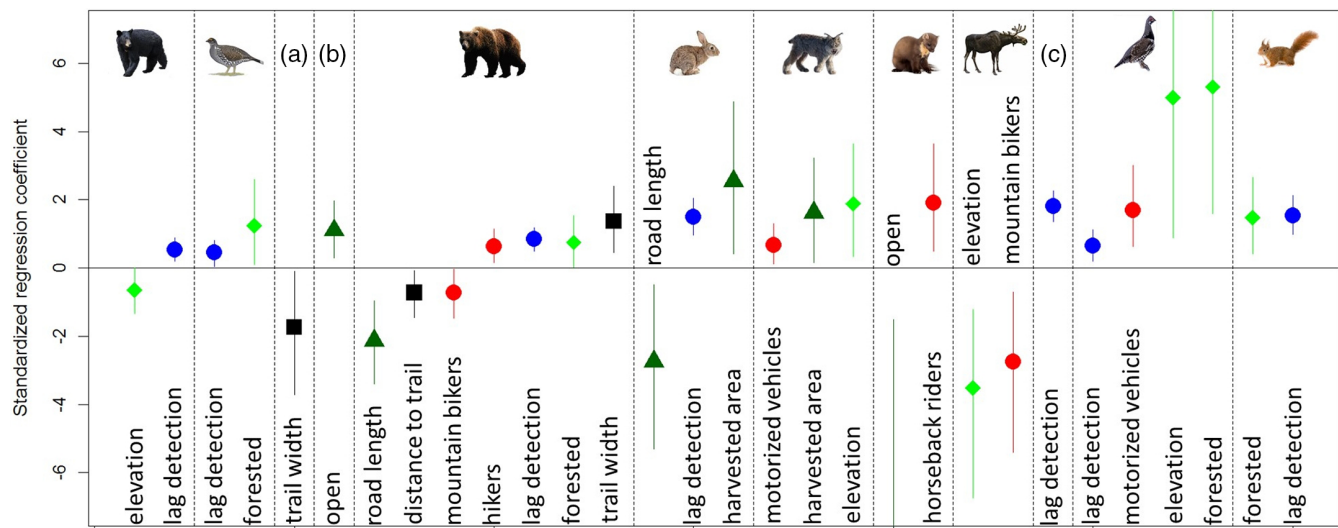 (a)
(b)
(c)
6
4
2
0
-2
-4
-6
Standardized regression coefficient
elevation
lag detection
lag detection
forested
trail width
open
road length
distance to trail
mountain bikers
hikers
lag detection
forested
trail width
road length
lag detection
harvested area
motorized vehicles
harvested area
elevation
open
horseback riders
elevation
mountain bikers
lag detection
lag detection
motorized vehicles
elevation
forested
forested
lag detection